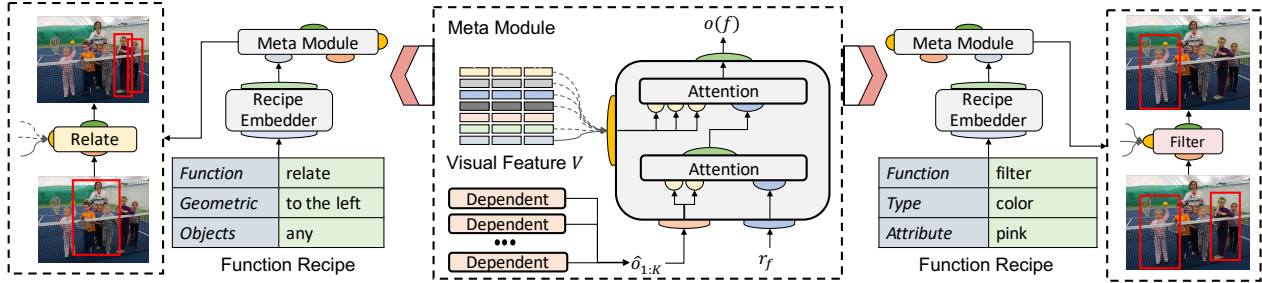 Meta Module
Recipe
Embedder
Relate
Function relate
Geometric to the left
Objects any
Function Recipe
Meta Module
o(f)
Attention
Visual Feature V
Attention
Dependent
Dependent
•••
Dependent
ô₁:K
r_f
Meta Module
Recipe
Embedder
Filter
Function filter
Type color
Attribute pink
Function Recipe